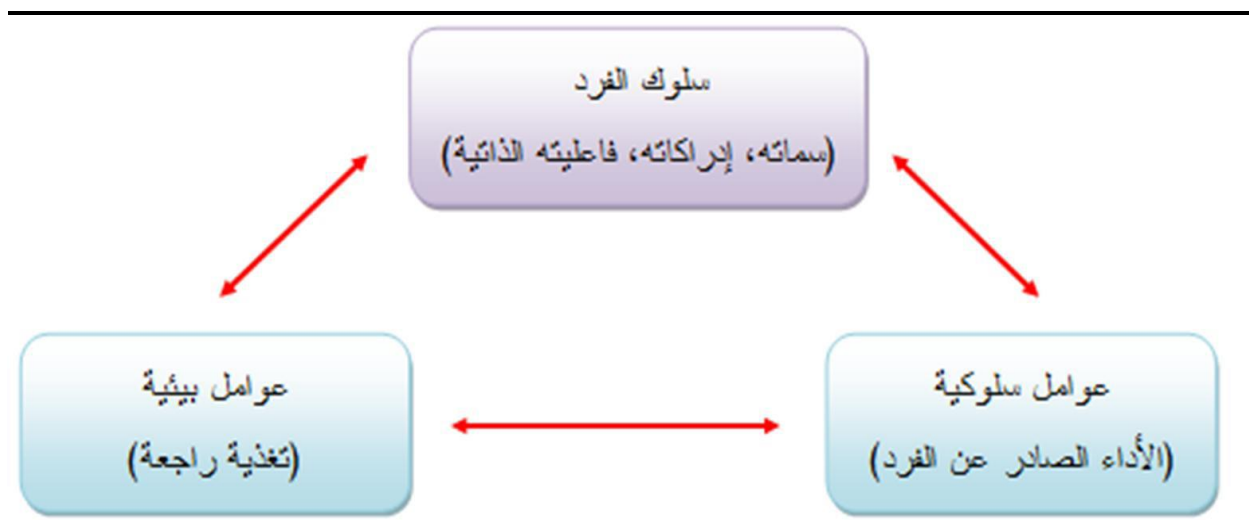 سلوك الفرد
(سماته، إدراكاته، فاعليته الذاتية)
عوامل سلوكية
(الأداء الصادر عن الفرد)
عوامل بيئية
(تغذية راجعة)